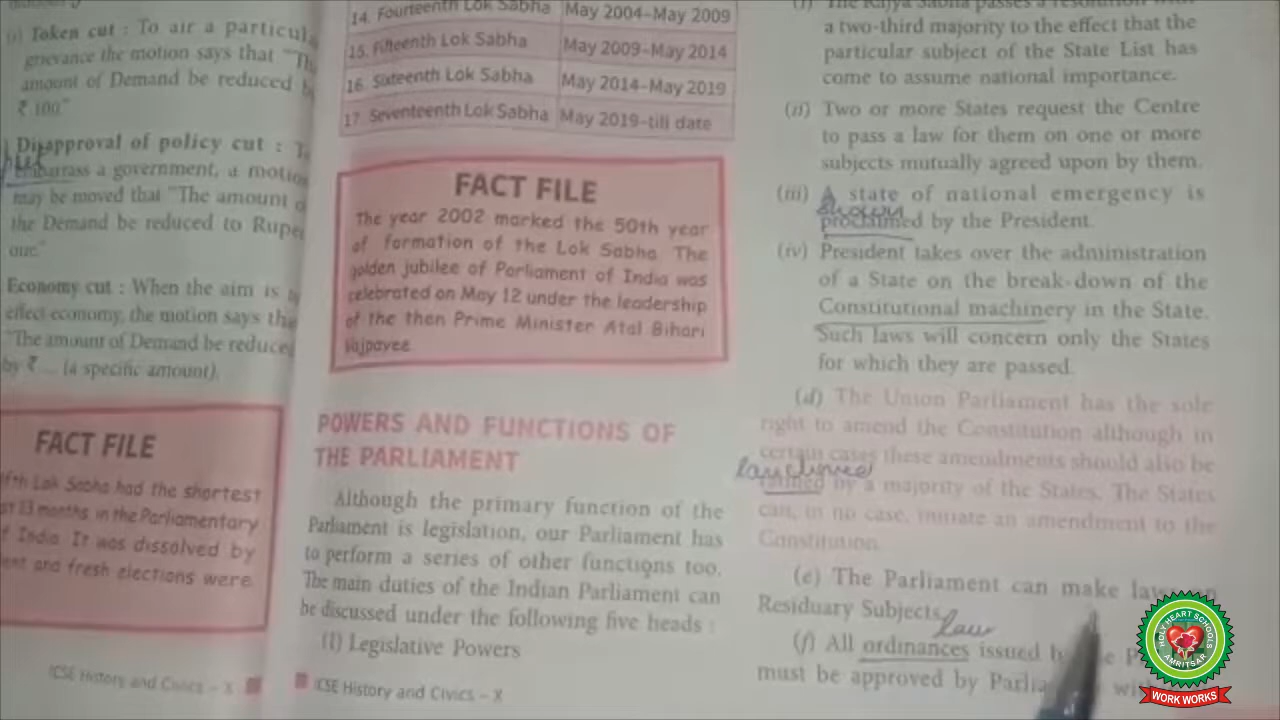 (i) Token cut : To air a particula
grievance the motion says that "Th
amount of Demand be reduced b
₹ 100"
Disapproval of policy cut : T
embarrass a government, a motio
may be moved that "The amount o
the Demand be reduced to Rupe
one."
Economy cut : When the aim is
effect economy, the motion says tha
"The amount of Demand be reduce
by ₹ ... (a specific amount).
FACT FILE
fth Lok Sabha had the shortest
st 13 months, in the Parliamentary
f India. It was dissolved by
ent and fresh elections were
ICSE History and Civics – X
14. Fourteenth Lok Sabha May 2004–May 2009
15. Fifteenth Lok Sabha May 2009–May 2014
16. Sixteenth Lok Sabha May 2014–May 2019
17. Seventeenth Lok Sabha May 2019–till date
FACT FILE
The year 2002 marked the 50th year
of formation of the Lok Sabha. The
golden jubilee of Parliament of India was
celebrated on May 12 under the leadership
of the then Prime Minister Atal Bihari
Vajpayee.
POWERS AND FUNCTIONS OF
THE PARLIAMENT
Although the primary function of the
Parliament is legislation, our Parliament has
to perform a series of other functions too.
The main duties of the Indian Parliament can
be discussed under the following five heads :
(1) Legislative Powers
ICSE History and Civics – X
(i) The Rajya Sabha passes a resolution with
a two-third majority to the effect that the
particular subject of the State List has
come to assume national importance.
(ii) Two or more States request the Centre
to pass a law for them on one or more
subjects mutually agreed upon by them.
(iii) A state of national emergency is
proclaimed by the President.
(iv) President takes over the administration
of a State on the break-down of the
Constitutional machinery in the State.
Such laws will concern only the States
for which they are passed.
(d) The Union Parliament has the sole
right to amend the Constitution although in
certain cases these amendments should also be
ratified by a majority of the States. The States
can, in no case, initiate an amendment to the
Constitution.
(e) The Parliament can make laws on
Residuary Subjects.
law
(f) All ordinances issued by the P
must be approved by Parlia with
HOLY HEART SCHOOLS
AMRITSAR
WORK WORKS